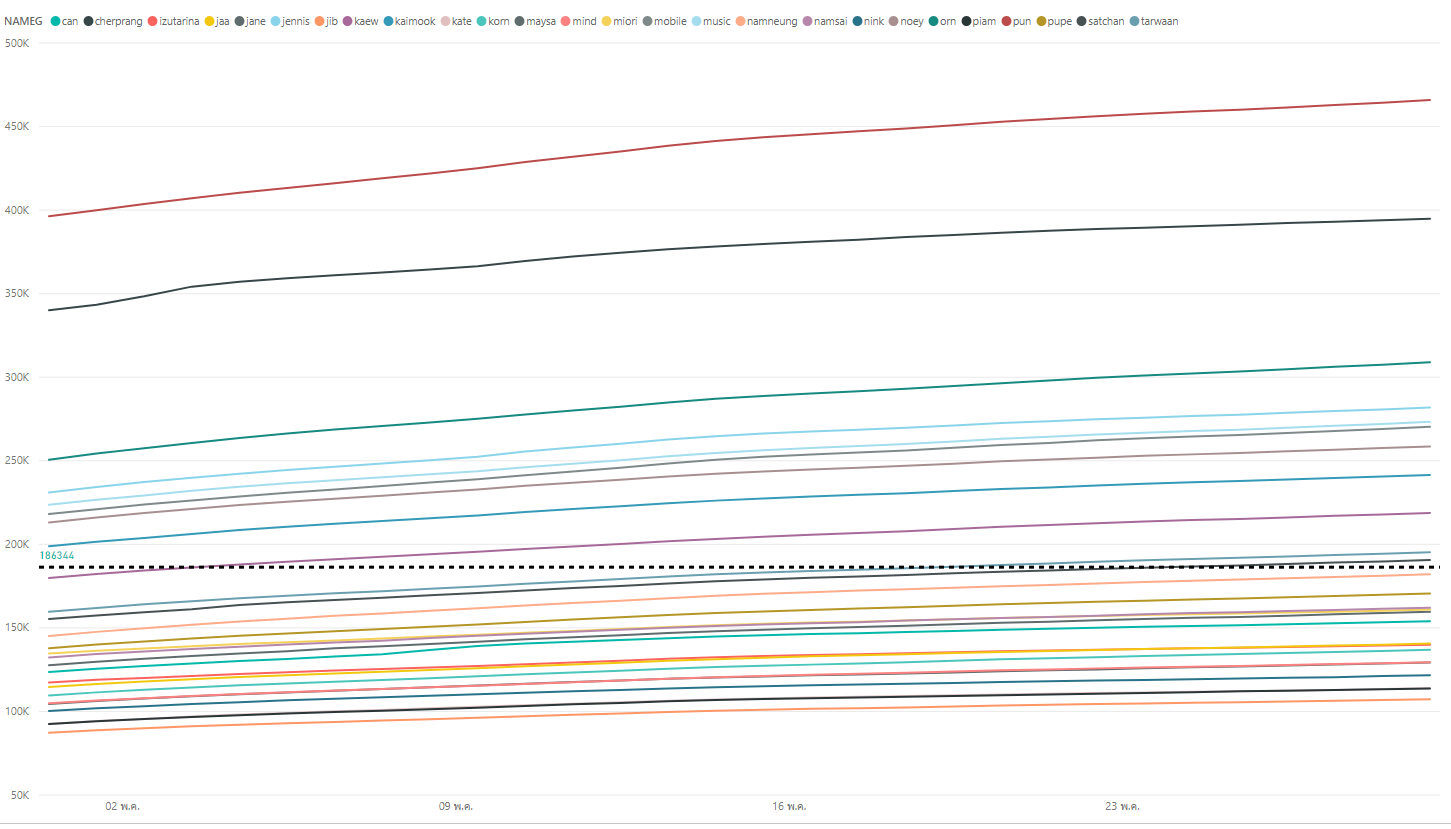 NAMEG can cherprang izutarina jaa jane jennis jib kaew kaimook kate korn maysa mind miori mobile music namneung namsai nink noey orn piam pun pupe satchan tarwaan
500K
450K
400K
350K
300K
250K
200K
186344
150K
100K
50K
02 พ.ค. 09 พ.ค. 16 พ.ค. 23 พ.ค.